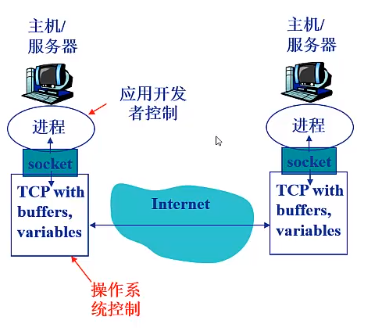 主机/
服务器
主机/
服务器
应用开发
者控制
进程
进程
socket
socket
TCP with
buffers,
variables
Internet
TCP with
buffers,
variables
操作系
统控制